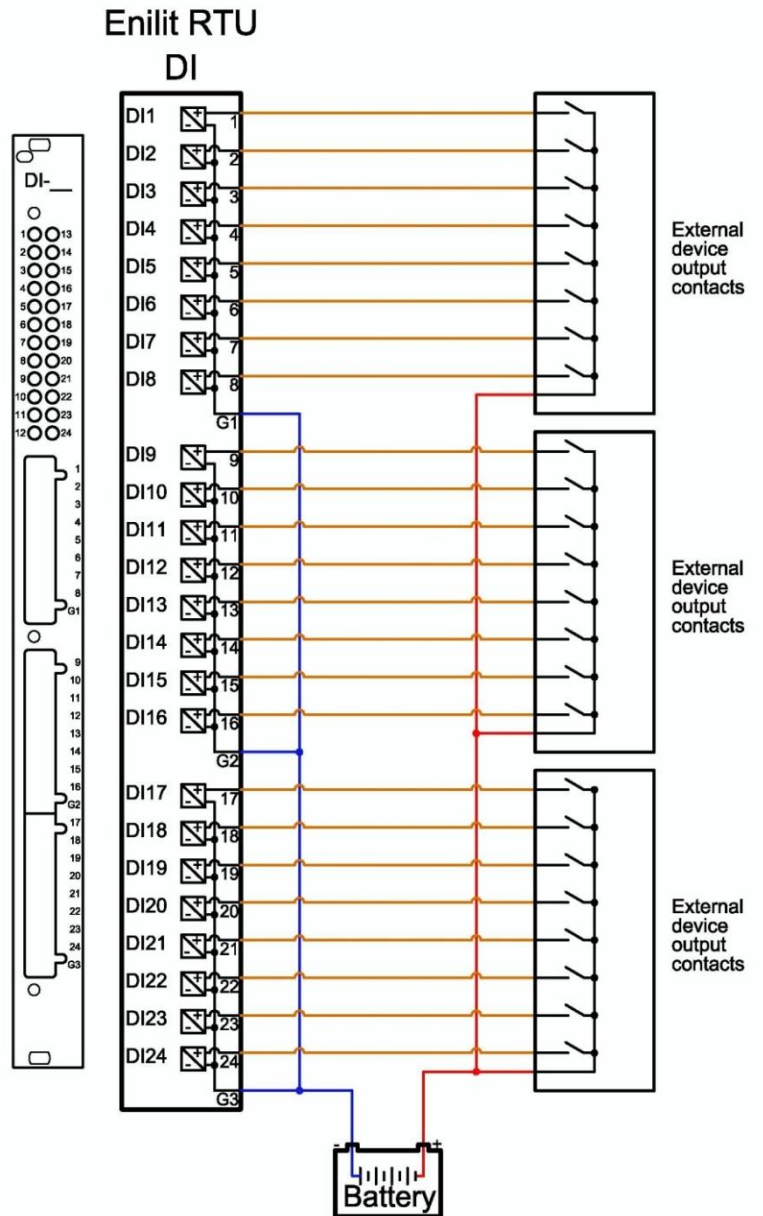 Enilit RTU
DI
DI-__
1 13
2 14
3 15
4 16
5 17
6 18
7 19
8 20
9 21
10 22
11 23
12 24
1
2
3
4
5
6
7
8
G1
9
10
11
12
13
14
15
16
G2
17
18
19
20
21
22
23
24
G3
DI1 + - 1
DI2 + - 2
DI3 + - 3
DI4 + - 4
DI5 + - 5
DI6 + - 6
DI7 + - 7
DI8 + - 8
G1
External
device
output
contacts
DI9 + - 9
DI10 + - 10
DI11 + - 11
DI12 + - 12
DI13 + - 13
DI14 + - 14
DI15 + - 15
DI16 + - 16
G2
External
device
output
contacts
DI17 + - 17
DI18 + - 18
DI19 + - 19
DI20 + - 20
DI21 + - 21
DI22 + - 22
DI23 + - 23
DI24 + - 24
G3
External
device
output
contacts
- +
Battery